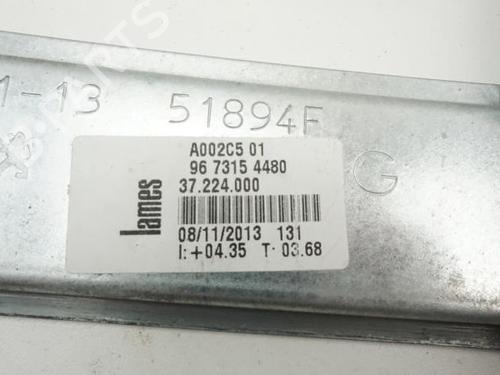 1-13 51894F
G
A002C5 01
96 7315 4480
37.224.000
lames
08/11/2013 131
I:+04.35 T:03.68